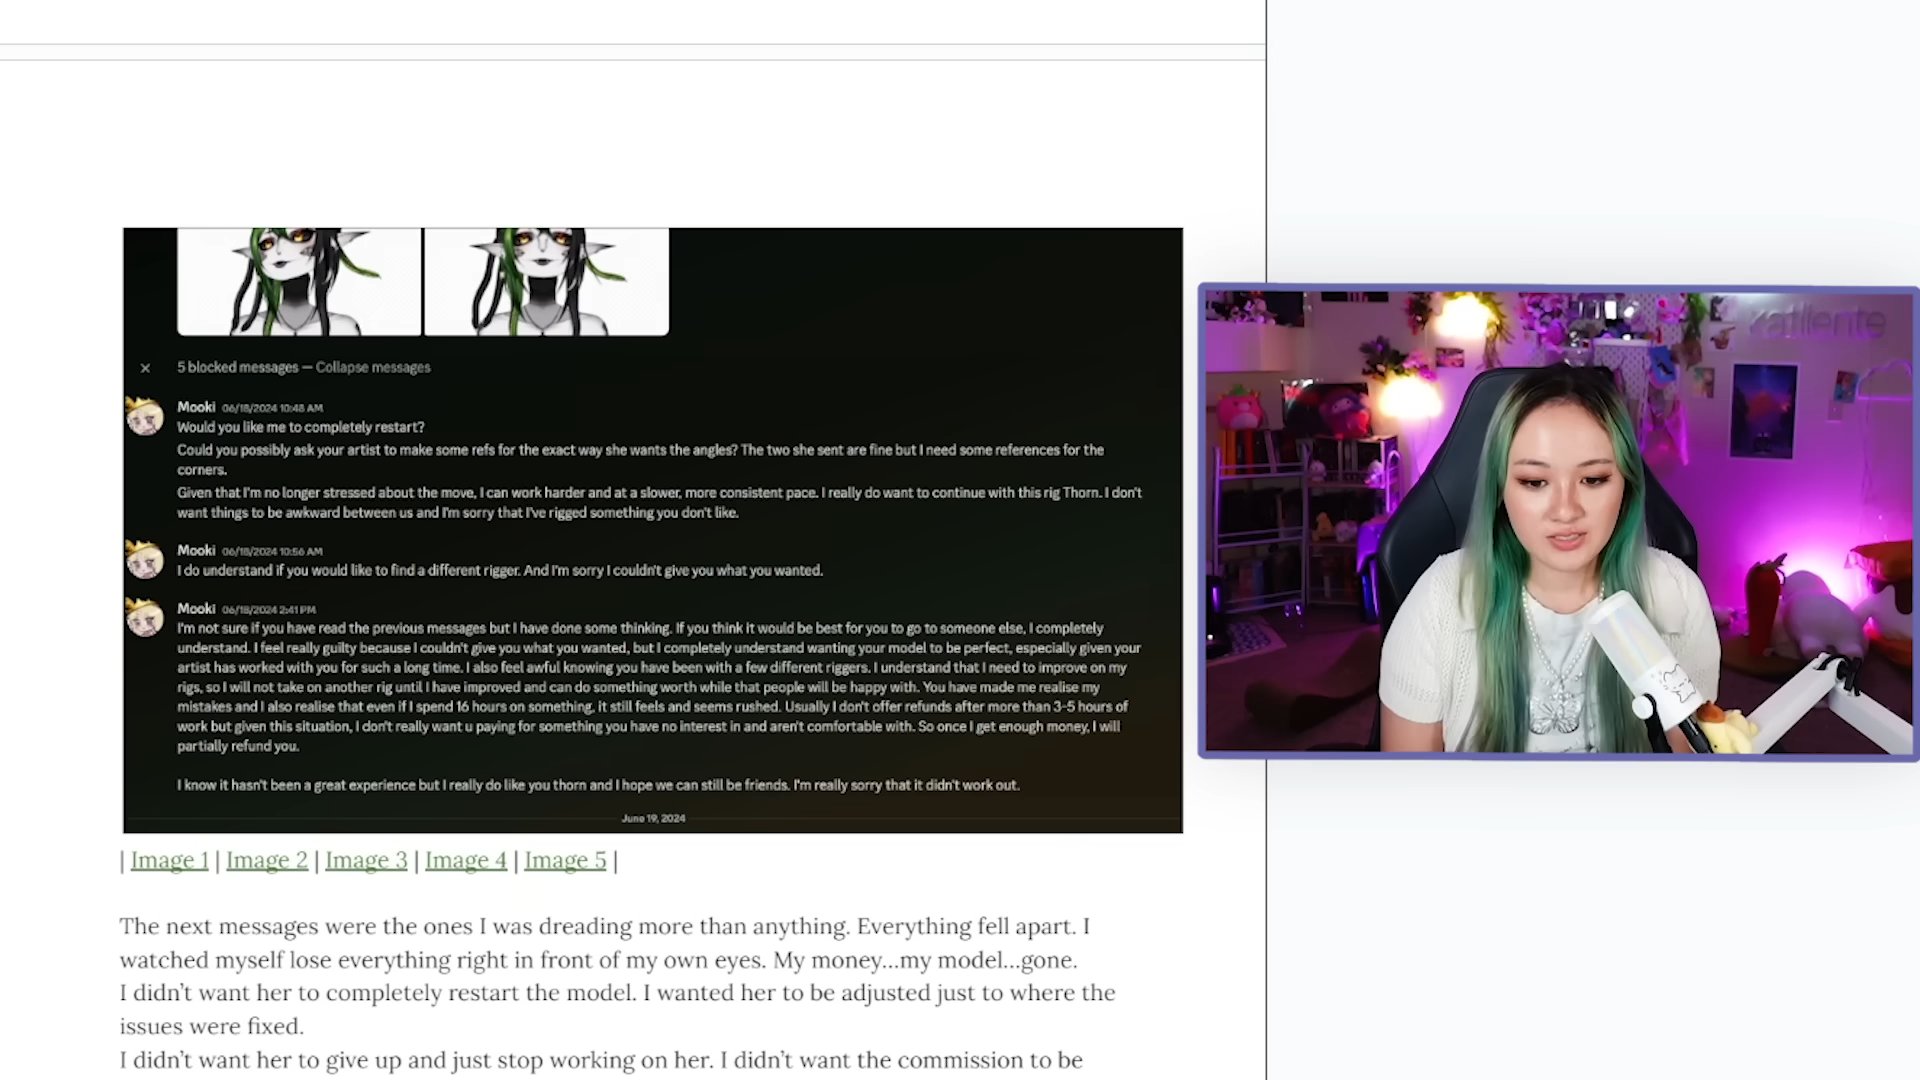 5 blocked messages — Collapse messages
Mooki 06/18/2024 10:48 AM
Would you like me to completely restart?
Could you possibly ask your artist to make some refs for the exact way she wants the angles? The two she sent are fine but I need some references for the
corners.
Given that I'm no longer stressed about the move, I can work harder and at a slower, more consistent pace. I really do want to continue with this rig Thorn. I don't
want things to be awkward between us and I'm sorry that I've rigged something you don't like.
Mooki 06/18/2024 10:56 AM
I do understand if you would like to find a different rigger. And I'm sorry I couldn't give you what you wanted.
Mooki 06/18/2024 2:41 PM
I'm not sure if you have read the previous messages but I have done some thinking. If you think it would be best for you to go to someone else, I completely
understand. I feel really guilty because I couldn't give you what you wanted, but I completely understand wanting your model to be perfect, especially given your
artist has worked with you for such a long time. I also feel awful knowing you have been with a few different riggers. I understand that I need to improve on my
rigs, so I will not take on another rig until I have improved and can do something worth while that people will be happy with. You have made me realise my
mistakes and I also realise that even if I spend 16 hours on something, it still feels and seems rushed. Usually I don't offer refunds after more than 3-5 hours of
work but given this situation, I don't really want u paying for something you have no interest in and aren't comfortable with. So once I get enough money, I will
partially refund you.
I know it hasn't been a great experience but I really do like you thorn and I hope we can still be friends. I'm really sorry that it didn't work out.
June 19, 2024
| Image 1 | Image 2 | Image 3 | Image 4 | Image 5 |
The next messages were the ones I was dreading more than anything. Everything fell apart. I
watched myself lose everything right in front of my own eyes. My money...my model...gone.
I didn't want her to completely restart the model. I wanted her to be adjusted just to where the
issues were fixed.
I didn't want her to give up and just stop working on her. I didn't want the commission to be